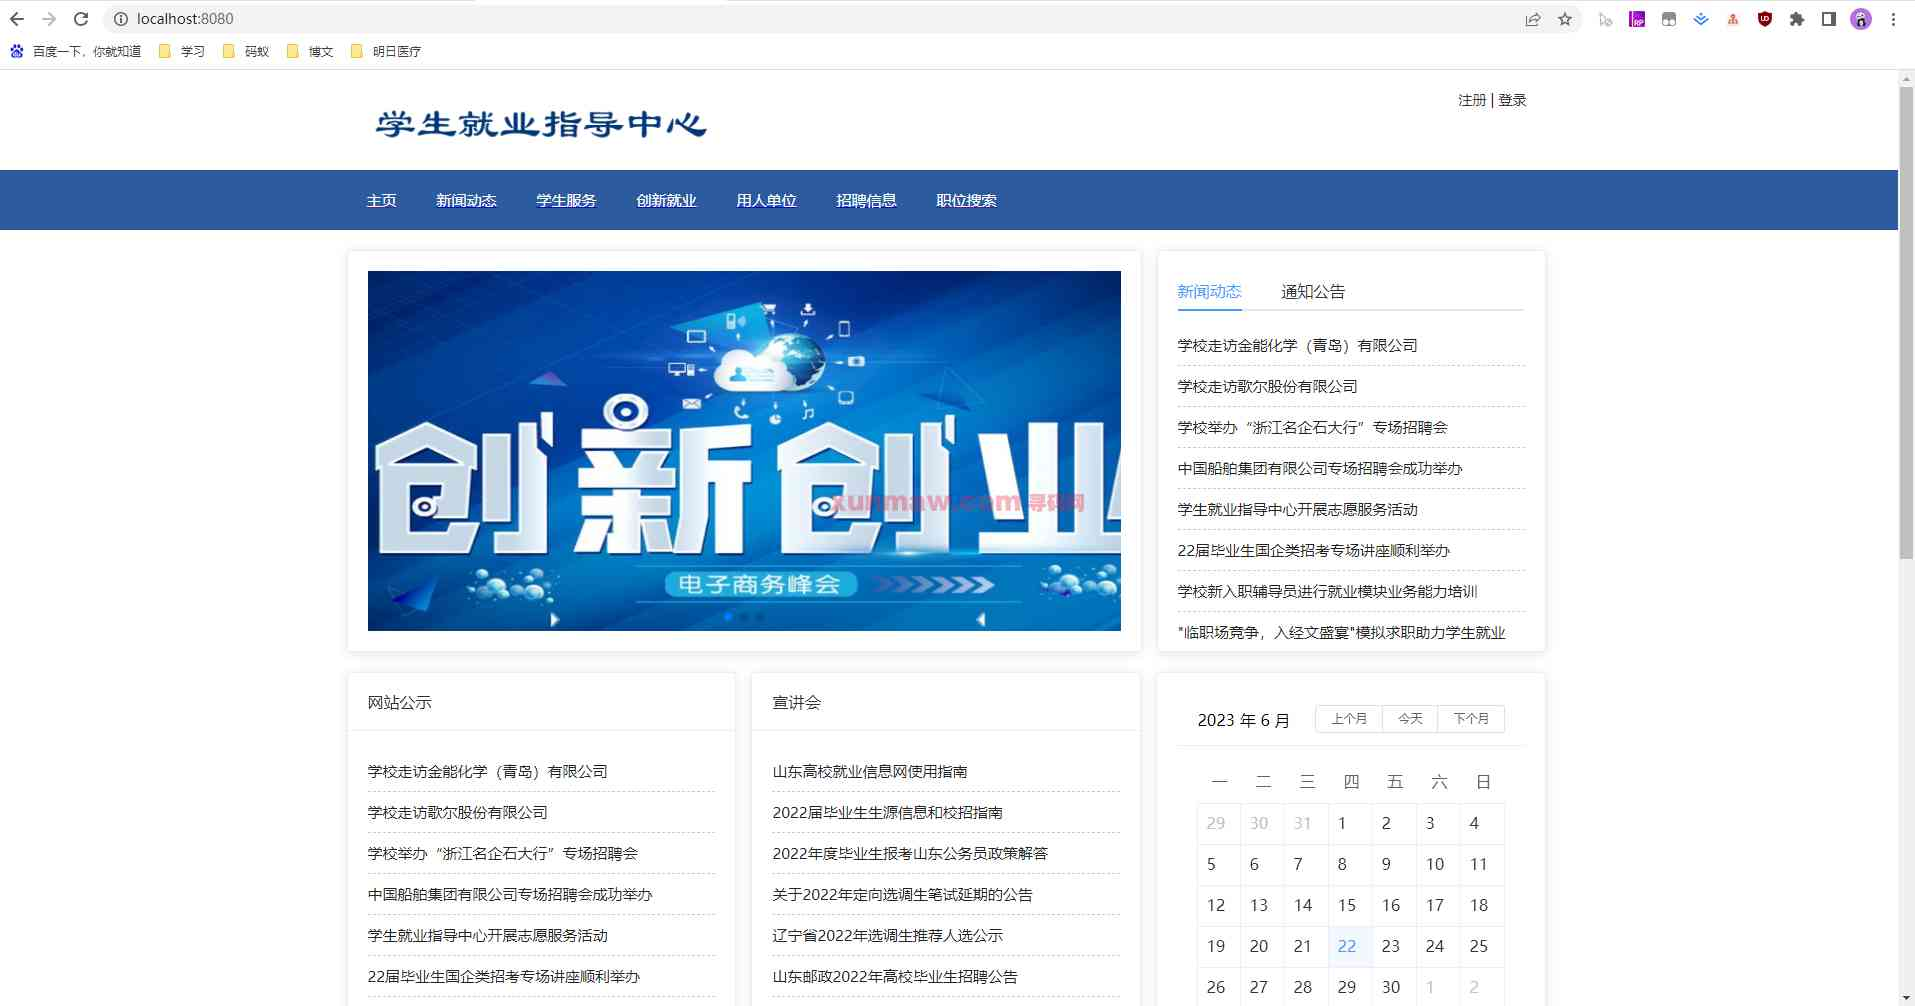 localhost:8080
百度一下，你就知道 学习 码蚁 博文 明日医疗
注册 | 登录
学生就业指导中心
主页 新闻动态 学生服务 创新就业 用人单位 招聘信息 职位搜索
创新创业
xunmaw.com 寻码网
电子商务峰会
新闻动态 通知公告
学校走访金能化学（青岛）有限公司
学校走访歌尔股份有限公司
学校举办“浙江名企石大行”专场招聘会
中国船舶集团有限公司专场招聘会成功举办
学生就业指导中心开展志愿服务活动
22届毕业生国企类招考专场讲座顺利举办
学校新入职辅导员进行就业模块业务能力培训
"临职场竞争，入经文盛宴"模拟求职助力学生就业
网站公示
学校走访金能化学（青岛）有限公司
学校走访歌尔股份有限公司
学校举办“浙江名企石大行”专场招聘会
中国船舶集团有限公司专场招聘会成功举办
学生就业指导中心开展志愿服务活动
22届毕业生国企类招考专场讲座顺利举办
宣讲会
山东高校就业信息网使用指南
2022届毕业生生源信息和校招指南
2022年度毕业生报考山东公务员政策解答
关于2022年定向选调生笔试延期的公告
辽宁省2022年选调生推荐人选公示
山东邮政2022年高校毕业生招聘公告
2023 年 6 月 上个月 今天 下个月
一 二 三 四 五 六 日
29 30 31 1 2 3 4
5 6 7 8 9 10 11
12 13 14 15 16 17 18
19 20 21 22 23 24 25
26 27 28 29 30 1 2